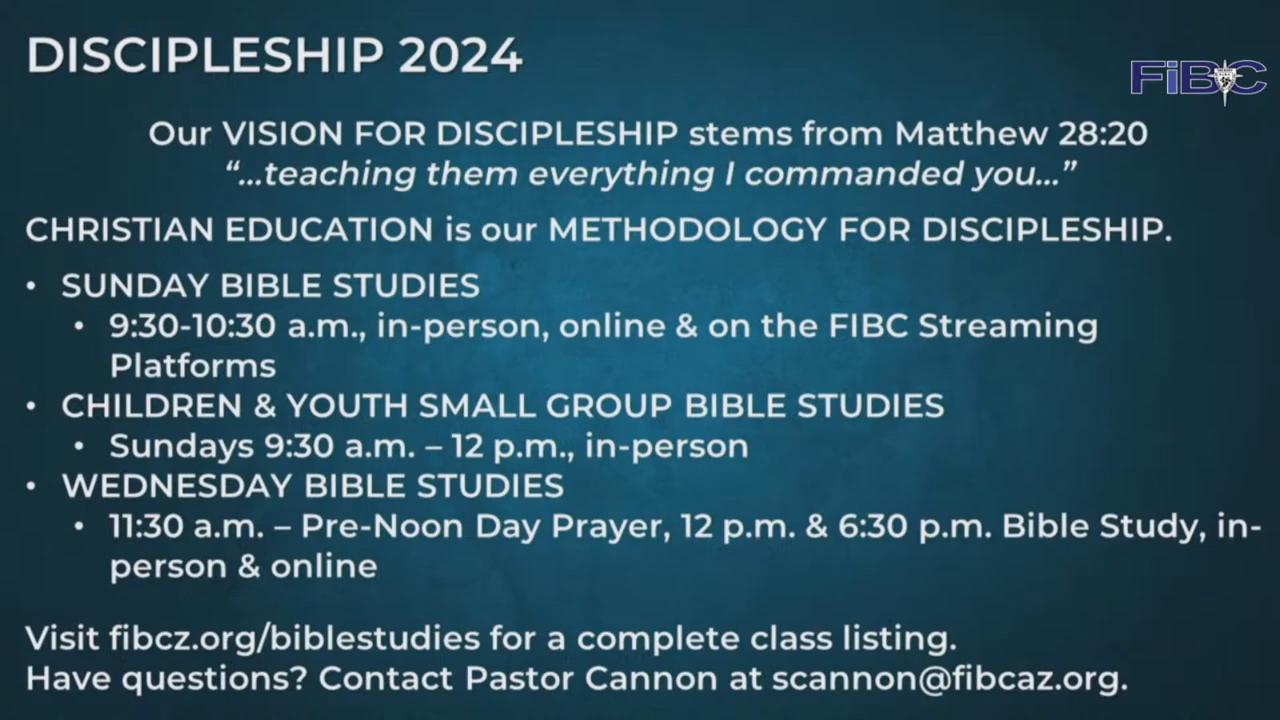 DISCIPLESHIP 2024
FiBC
Our VISION FOR DISCIPLESHIP stems from Matthew 28:20
“...teaching them everything I commanded you...”
CHRISTIAN EDUCATION is our METHODOLOGY FOR DISCIPLESHIP.
• SUNDAY BIBLE STUDIES
• 9:30-10:30 a.m., in-person, online & on the FIBC Streaming
Platforms
• CHILDREN & YOUTH SMALL GROUP BIBLE STUDIES
• Sundays 9:30 a.m. – 12 p.m., in-person
• WEDNESDAY BIBLE STUDIES
• 11:30 a.m. – Pre-Noon Day Prayer, 12 p.m. & 6:30 p.m. Bible Study, in-
person & online
Visit fibcz.org/biblestudies for a complete class listing.
Have questions? Contact Pastor Cannon at scannon@fibcaz.org.